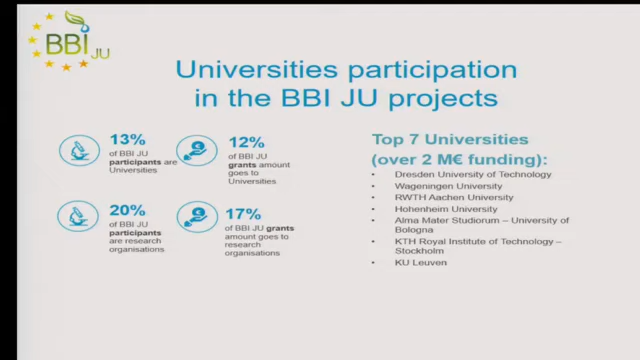 BBI JU
Universities participation
in the BBI JU projects
13%
of BBI JU
participants are
Universities
12%
of BBI JU
grants amount
goes to
Universities
20%
of BBI JU
participants
are research
organisations
17%
of BBI JU grants
amount goes to
research
organisations
Top 7 Universities
(over 2 M€ funding):
• Dresden University of Technology
• Wageningen University
• RWTH Aachen University
• Hohenheim University
• Alma Mater Studiorum – University of
Bologna
• KTH Royal Institute of Technology –
Stockholm
• KU Leuven